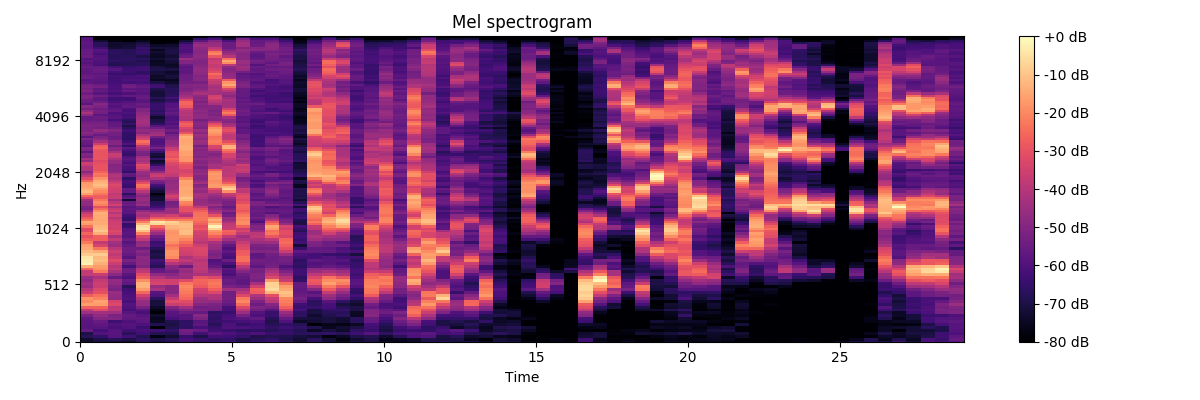 Mel spectrogram
Hz
8192
4096
2048
1024
512
0
0 5 10 15 20 25
Time
+0 dB
-10 dB
-20 dB
-30 dB
-40 dB
-50 dB
-60 dB
-70 dB
-80 dB